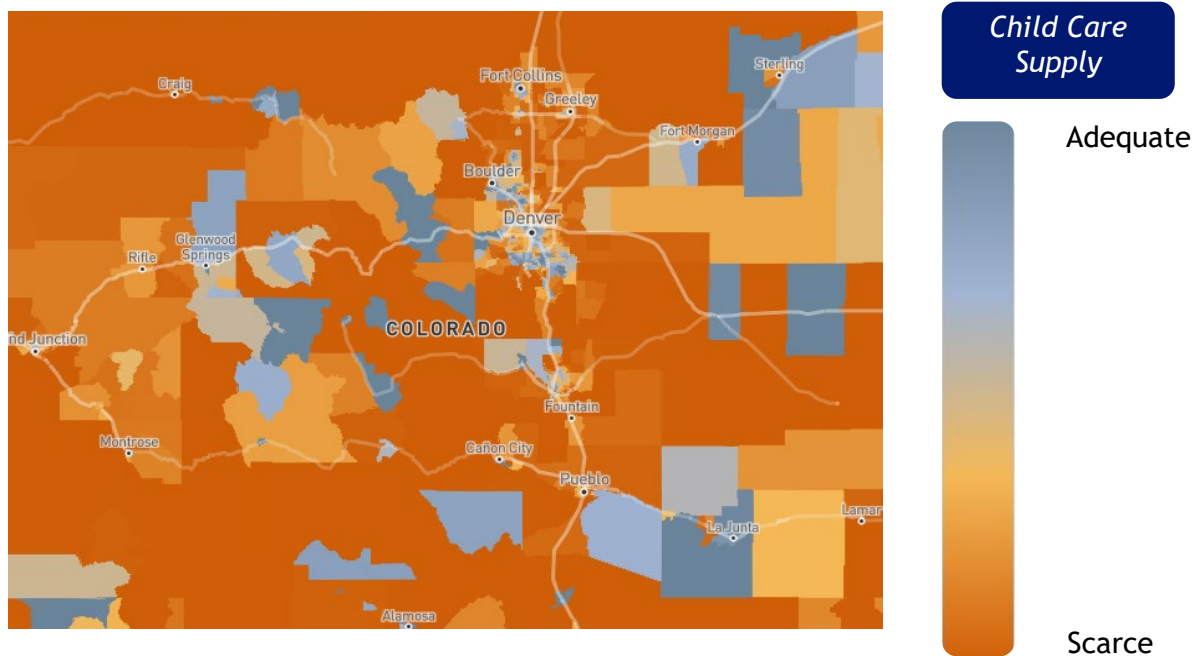 Child Care
Supply
Adequate
Scarce
Craig
Fort Collins
Greeley
Sterling
Fort Morgan
Boulder
Denver
Glenwood
Springs
Rifle
COLORADO
nd Junction
Fountain
Montrose
Cañon City
Pueblo
La Junta
Lamar
Alamosa